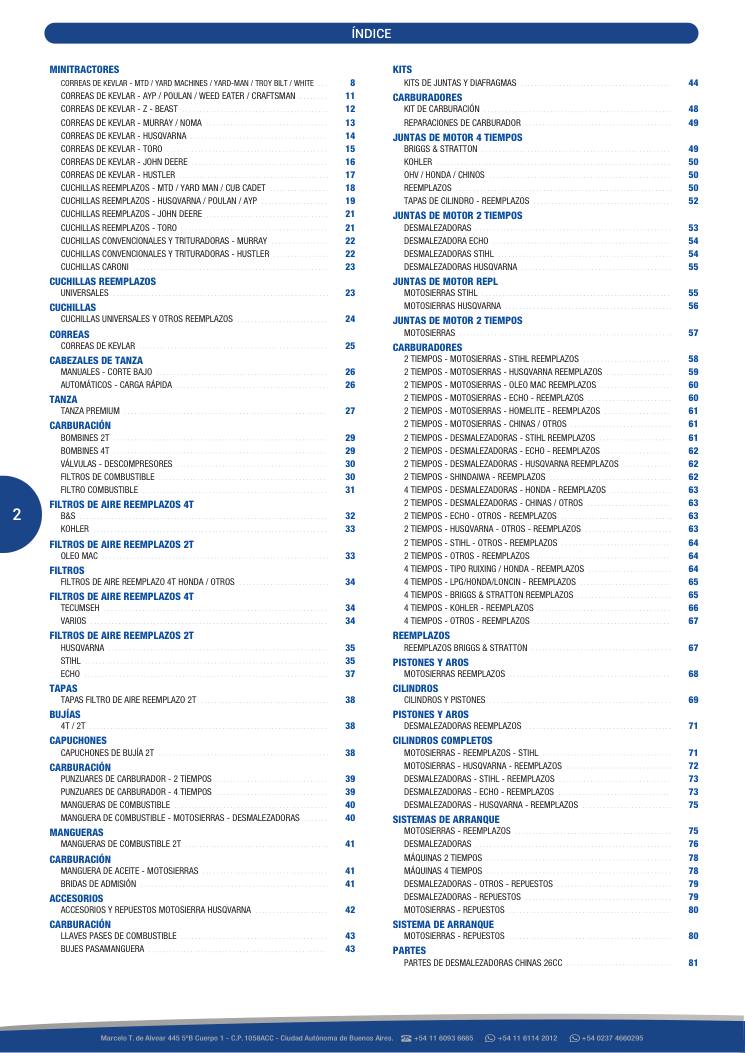 ÍNDICE
MINITRACTORES
CORREAS DE KEVLAR - MTD / YARD MACHINES / YARD-MAN / TROY BILT / WHITE 8
CORREAS DE KEVLAR - AYP / POULAN / WEED EATER / CRAFTSMAN 11
CORREAS DE KEVLAR - Z - BEAST 12
CORREAS DE KEVLAR - MURRAY / NOMA 13
CORREAS DE KEVLAR - HUSQVARNA 14
CORREAS DE KEVLAR - TORO 15
CORREAS DE KEVLAR - JOHN DEERE 16
CORREAS DE KEVLAR - HUSTLER 17
CUCHILLAS REEMPLAZOS - MTD / YARD MAN / CUB CADET 18
CUCHILLAS REEMPLAZOS - HUSQVARNA / POULAN / AYP 19
CUCHILLAS REEMPLAZOS - JOHN DEERE 21
CUCHILLAS REEMPLAZOS - TORO 21
CUCHILLAS CONVENCIONALES Y TRITURADORAS - MURRAY 22
CUCHILLAS CONVENCIONALES Y TRITURADORAS - HUSTLER 22
CUCHILLAS CARONI 23
CUCHILLAS REEMPLAZOS
UNIVERSALES 23
CUCHILLAS
CUCHILLAS UNIVERSALES Y OTROS REEMPLAZOS 24
CORREAS
CORREAS DE KEVLAR 25
CABEZALES DE TANZA
MANUALES - CORTE BAJO 26
AUTOMÁTICOS - CARGA RÁPIDA 26
TANZA
TANZA PREMIUM 27
CARBURACIÓN
BOMBINES 2T 29
BOMBINES 4T 29
VÁLVULAS - DESCOMPRESORES 30
FILTROS DE COMBUSTIBLE 30
FILTRO COMBUSTIBLE 31
FILTROS DE AIRE REEMPLAZOS 4T
B&S 32
KOHLER 33
FILTROS DE AIRE REEMPLAZOS 2T
OLEO MAC 33
FILTROS
FILTROS DE AIRE REEMPLAZO 4T HONDA / OTROS 34
FILTROS DE AIRE REEMPLAZOS 4T
TECUMSEH 34
VARIOS 34
FILTROS DE AIRE REEMPLAZOS 2T
HUSQVARNA 35
STIHL 35
ECHO 37
TAPAS
TAPAS FILTRO DE AIRE REEMPLAZO 2T 38
BUJÍAS
4T / 2T 38
CAPUCHONES
CAPUCHONES DE BUJÍA 2T 38
CARBURACIÓN
PUNZUARES DE CARBURADOR - 2 TIEMPOS 39
PUNZUARES DE CARBURADOR - 4 TIEMPOS 39
MANGUERAS DE COMBUSTIBLE 40
MANGUERA DE COMBUSTIBLE - MOTOSIERRAS - DESMALEZADORAS 40
MANGUERAS
MANGUERAS DE COMBUSTIBLE 2T 41
CARBURACIÓN
MANGUERA DE ACEITE - MOTOSIERRAS 41
BRIDAS DE ADMISIÓN 41
ACCESORIOS
ACCESORIOS Y REPUESTOS MOTOSIERRA HUSQVARNA 42
CARBURACIÓN
LLAVES PASES DE COMBUSTIBLE 43
BUJES PASAMANGUERA 43
KITS
KITS DE JUNTAS Y DIAFRAGMAS 44
CARBURADORES
KIT DE CARBURACIÓN 48
REPARACIONES DE CARBURADOR 49
JUNTAS DE MOTOR 4 TIEMPOS
BRIGGS & STRATTON 49
KOHLER 50
OHV / HONDA / CHINOS 50
REEMPLAZOS 50
TAPAS DE CILINDRO - REEMPLAZOS 52
JUNTAS DE MOTOR 2 TIEMPOS
DESMALEZADORAS 53
DESMALEZADORA ECHO 54
DESMALEZADORAS STIHL 54
DESMALEZADORAS HUSQVARNA 55
JUNTAS DE MOTOR REPL
MOTOSIERRAS STIHL 55
MOTOSIERRAS HUSQVARNA 56
JUNTAS DE MOTOR 2 TIEMPOS
MOTOSIERRAS 57
CARBURADORES
2 TIEMPOS - MOTOSIERRAS - STIHL REEMPLAZOS 58
2 TIEMPOS - MOTOSIERRAS - HUSQVARNA REEMPLAZOS 59
2 TIEMPOS - MOTOSIERRAS - OLEO MAC REEMPLAZOS 60
2 TIEMPOS - MOTOSIERRAS - ECHO - REEMPLAZOS 60
2 TIEMPOS - MOTOSIERRAS - HOMELITE - REEMPLAZOS 61
2 TIEMPOS - MOTOSIERRAS - CHINAS / OTROS 61
2 TIEMPOS - DESMALEZADORAS - STIHL REEMPLAZOS 61
2 TIEMPOS - DESMALEZADORAS - ECHO - REEMPLAZOS 62
2 TIEMPOS - DESMALEZADORAS - HUSQVARNA REEMPLAZOS 62
2 TIEMPOS - SHINDAIWA - REEMPLAZOS 62
4 TIEMPOS - DESMALEZADORAS - HONDA - REEMPLAZOS 63
2 TIEMPOS - DESMALEZADORAS - CHINAS / OTROS 63
2 TIEMPOS - ECHO - OTROS - REEMPLAZOS 63
2 TIEMPOS - HUSQVARNA - OTROS - REEMPLAZOS 63
2 TIEMPOS - STIHL - OTROS - REEMPLAZOS 64
2 TIEMPOS - OTROS - REEMPLAZOS 64
4 TIEMPOS - TIPO RUIXING / HONDA - REEMPLAZOS 64
4 TIEMPOS - LPG/HONDA/LONCIN - REEMPLAZOS 65
4 TIEMPOS - BRIGGS & STRATTON REEMPLAZOS 65
4 TIEMPOS - KOHLER - REEMPLAZOS 66
4 TIEMPOS - OTROS - REEMPLAZOS 67
REEMPLAZOS
REEMPLAZOS BRIGGS & STRATTON 67
PISTONES Y AROS
MOTOSIERRAS REEMPLAZOS 68
CILINDROS
CILINDROS Y PISTONES 69
PISTONES Y AROS
DESMALEZADORAS REEMPLAZOS 71
CILINDROS COMPLETOS
MOTOSIERRAS - REEMPLAZOS - STIHL 71
MOTOSIERRAS - HUSQVARNA - REEMPLAZOS 72
DESMALEZADORAS - STIHL - REEMPLAZOS 73
DESMALEZADORAS - ECHO - REEMPLAZOS 73
DESMALEZADORAS - HUSQVARNA - REEMPLAZOS 75
SISTEMAS DE ARRANQUE
MOTOSIERRAS - REEMPLAZOS 75
DESMALEZADORAS 76
MÁQUINAS 2 TIEMPOS 78
MÁQUINAS 4 TIEMPOS 78
DESMALEZADORAS - OTROS - REPUESTOS 79
DESMALEZADORAS - REPUESTOS 79
MOTOSIERRAS - REPUESTOS 80
SISTEMA DE ARRANQUE
MOTOSIERRAS - REPUESTOS 80
PARTES
PARTES DE DESMALEZADORAS CHINAS 26CC 81
2
Marcelo T. de Alvear 445 5ºB Cuerpo 1 - C.P. 1058ACC - Ciudad Autónoma de Buenos Aires. +54 11 6093 6665 +54 11 6114 2012 +54 0237 4660295